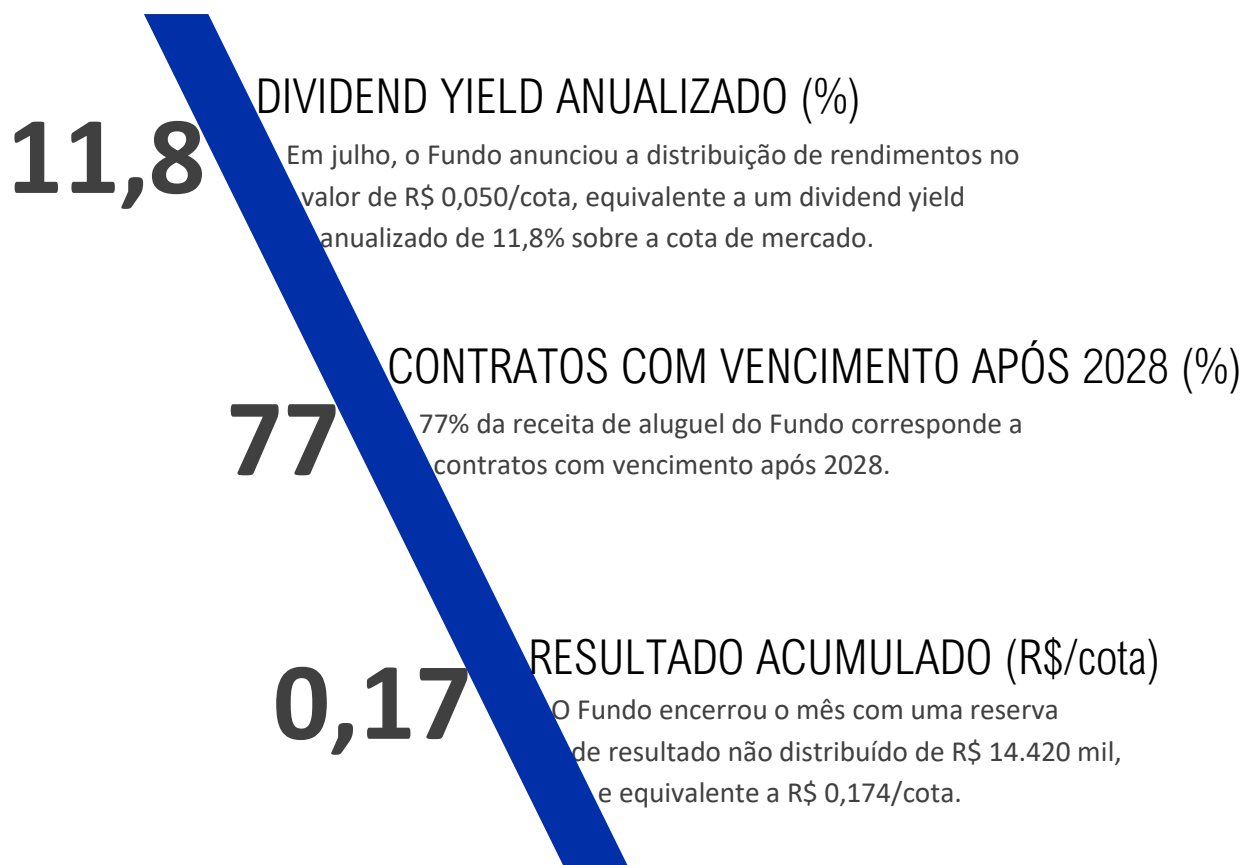 DIVIDEND YIELD ANUALIZADO (%)
11,8
Em julho, o Fundo anunciou a distribuição de rendimentos no
valor de R$ 0,050/cota, equivalente a um dividend yield
anualizado de 11,8% sobre a cota de mercado.
CONTRATOS COM VENCIMENTO APÓS 2028 (%)
77
77% da receita de aluguel do Fundo corresponde a
contratos com vencimento após 2028.
RESULTADO ACUMULADO (R$/cota)
0,17
O Fundo encerrou o mês com uma reserva
de resultado não distribuído de R$ 14.420 mil,
e equivalente a R$ 0,174/cota.